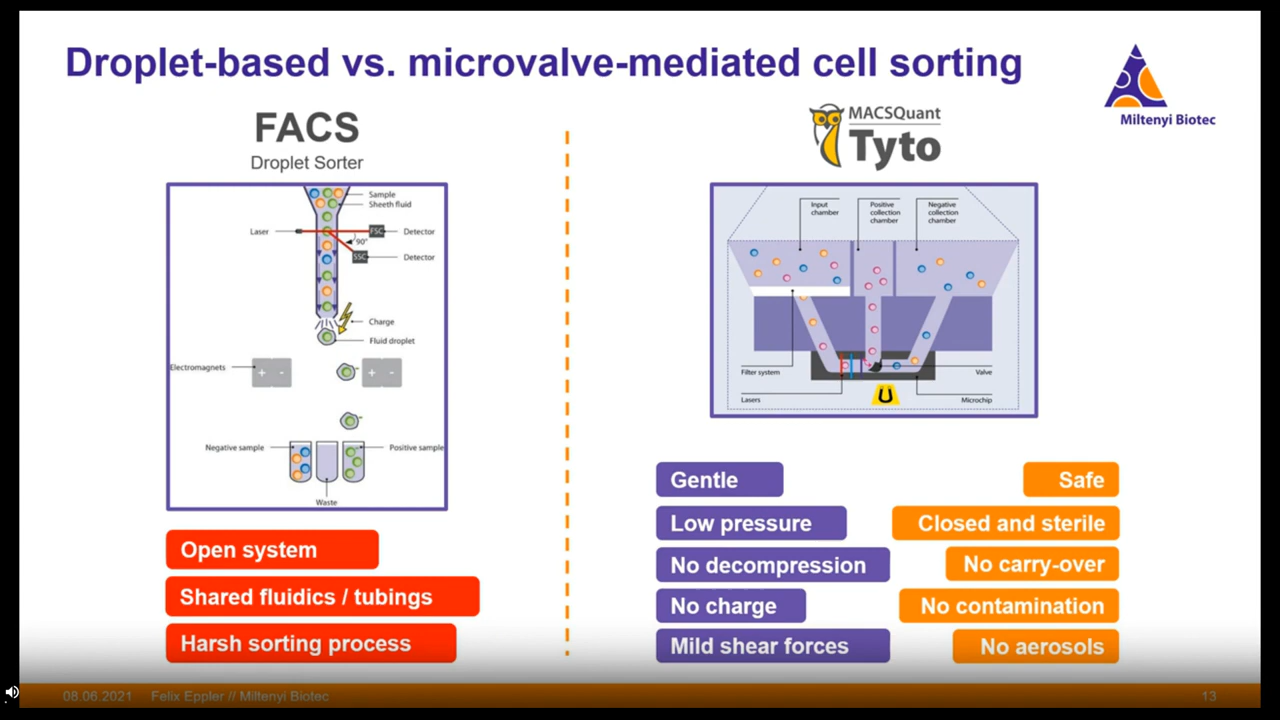 Droplet-based vs. microvalve-mediated cell sorting
Miltenyi Biotec
FACS
Droplet Sorter
Sample
Sheeth fluid
Laser
FSC
Detector
90°
SSC
Detector
Charge
Fluid droplet
Electromagnets
+ -
- + -
-
Negative sample
Positive sample
Waste
Open system
Shared fluidics / tubings
Harsh sorting process
MACSQuant
Tyto
Input
chamber
Positive
collection
chamber
Negative
collection
chamber
Filter system
Valve
Lasers
Microchip
Gentle
Low pressure
No decompression
No charge
Mild shear forces
Safe
Closed and sterile
No carry-over
No contamination
No aerosols
08.06.2021 Felix Eppler // Miltenyi Biotec
13